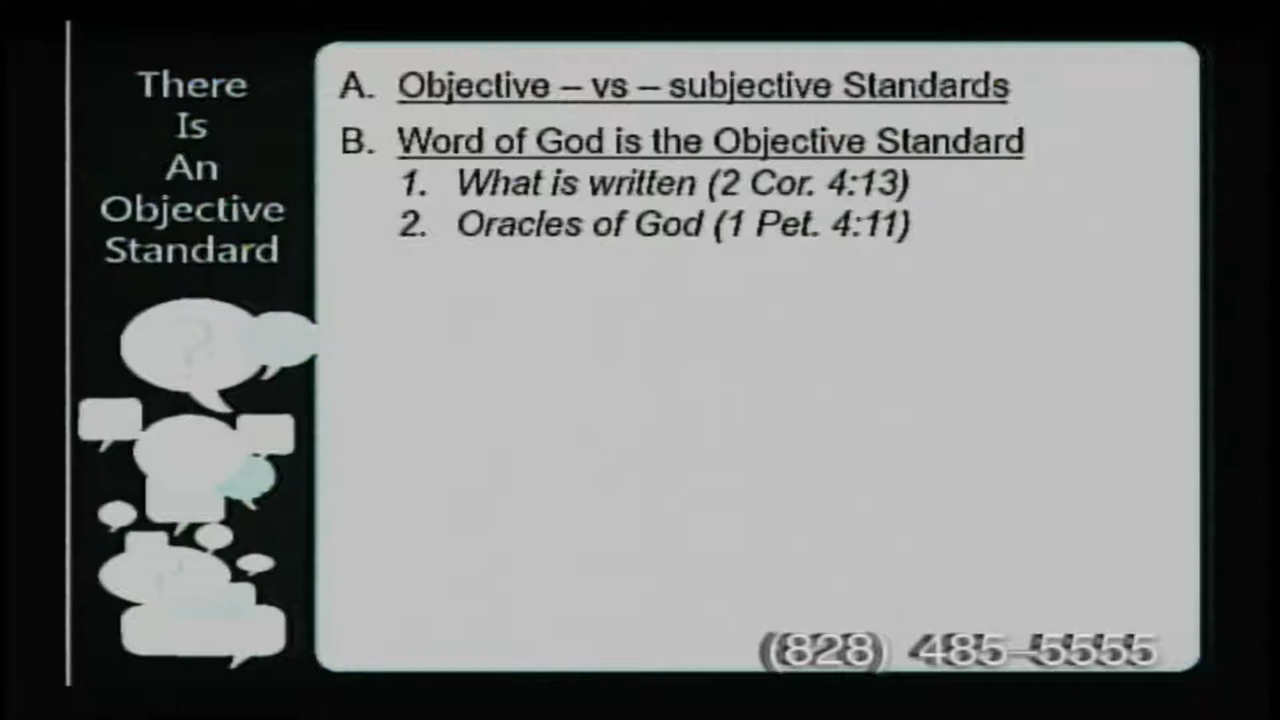 There
Is
An
Objective
Standard
A. Objective – vs – subjective Standards
B. Word of God is the Objective Standard
1. What is written (2 Cor. 4:13)
2. Oracles of God (1 Pet. 4:11)
?
(828) 485-5555